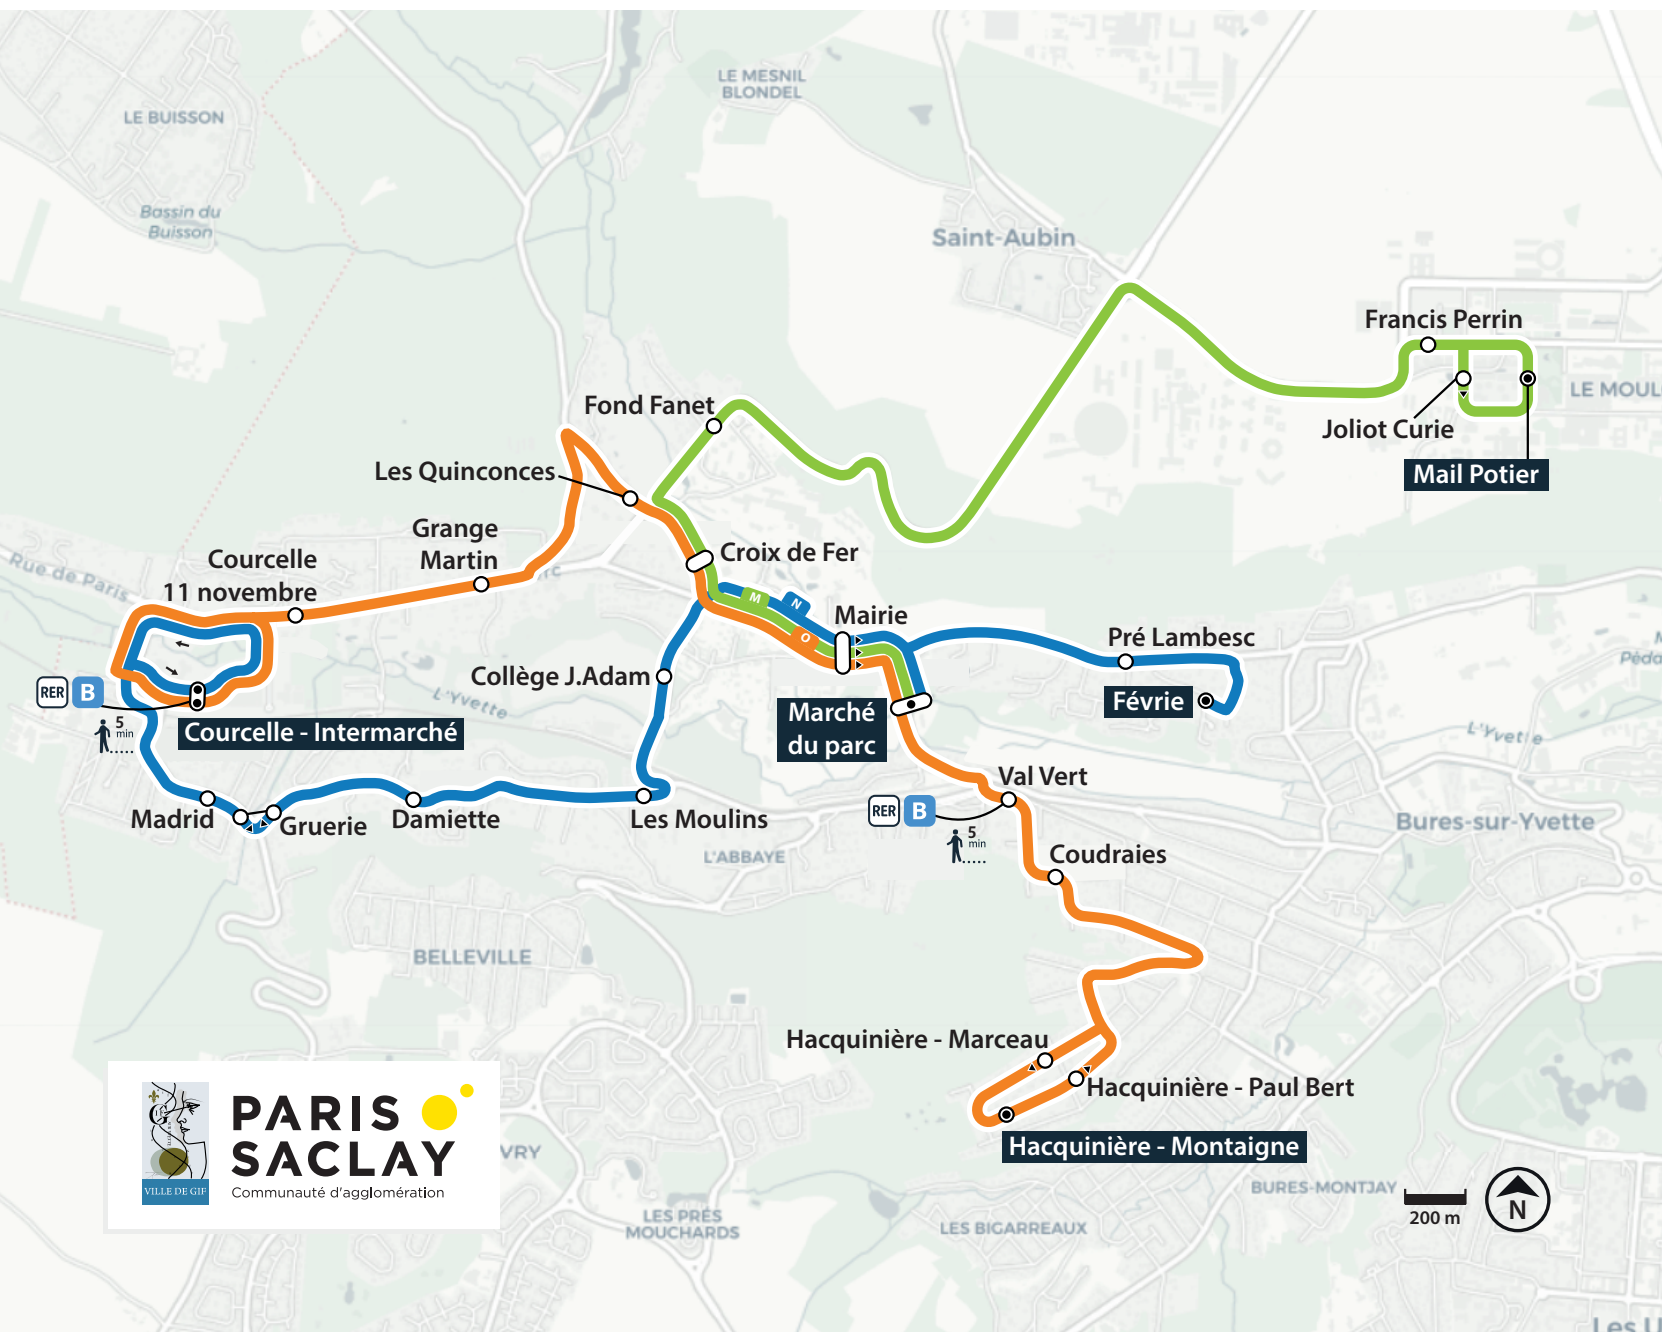 LE MESNIL
BLONDEL
LE BUISSON
Bassin du
Buisson
Saint-Aubin
Francis Perrin
LE MOUL
Joliot Curie
Mail Potier
Fond Fanet
Les Quinconces
Grange
Martin
Courcelle
11 novembre
Rue de Paris
Croix de Fer
M
N
O
Mairie
Pré Lambesc
Février
Collège J.Adam
L'Yvette
RER
B
5
min
Courcelle - Intermarché
Marché
du parc
L'Yvette
Val Vert
RER
B
5
min
Madrid
Gruerie
Damiette
Les Moulins
L'ABBAYE
Coudraies
Bures-sur-Yvette
BELLEVILLE
Hacquinière - Marceau
Hacquinière - Paul Bert
Hacquinière - Montaigne
VILLE DE GIF
PARIS
SACLAY
Communauté d'agglomération
VRY
LES PRÉS
MOUCHARDS
LES BIGARREAUX
BURES-MONTJAY
200 m
N
Les U